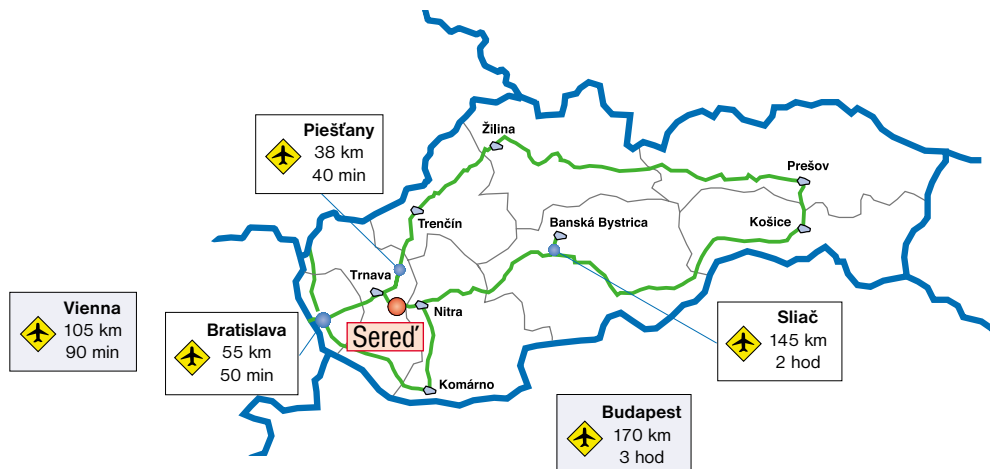 Piešťany
38 km
40 min
Žilina
Prešov
Trenčín
Banská Bystrica
Košice
Trnava
Nitra
Sereď
Vienna
105 km
90 min
Bratislava
55 km
50 min
Sliač
145 km
2 hod
Komárno
Budapest
170 km
3 hod